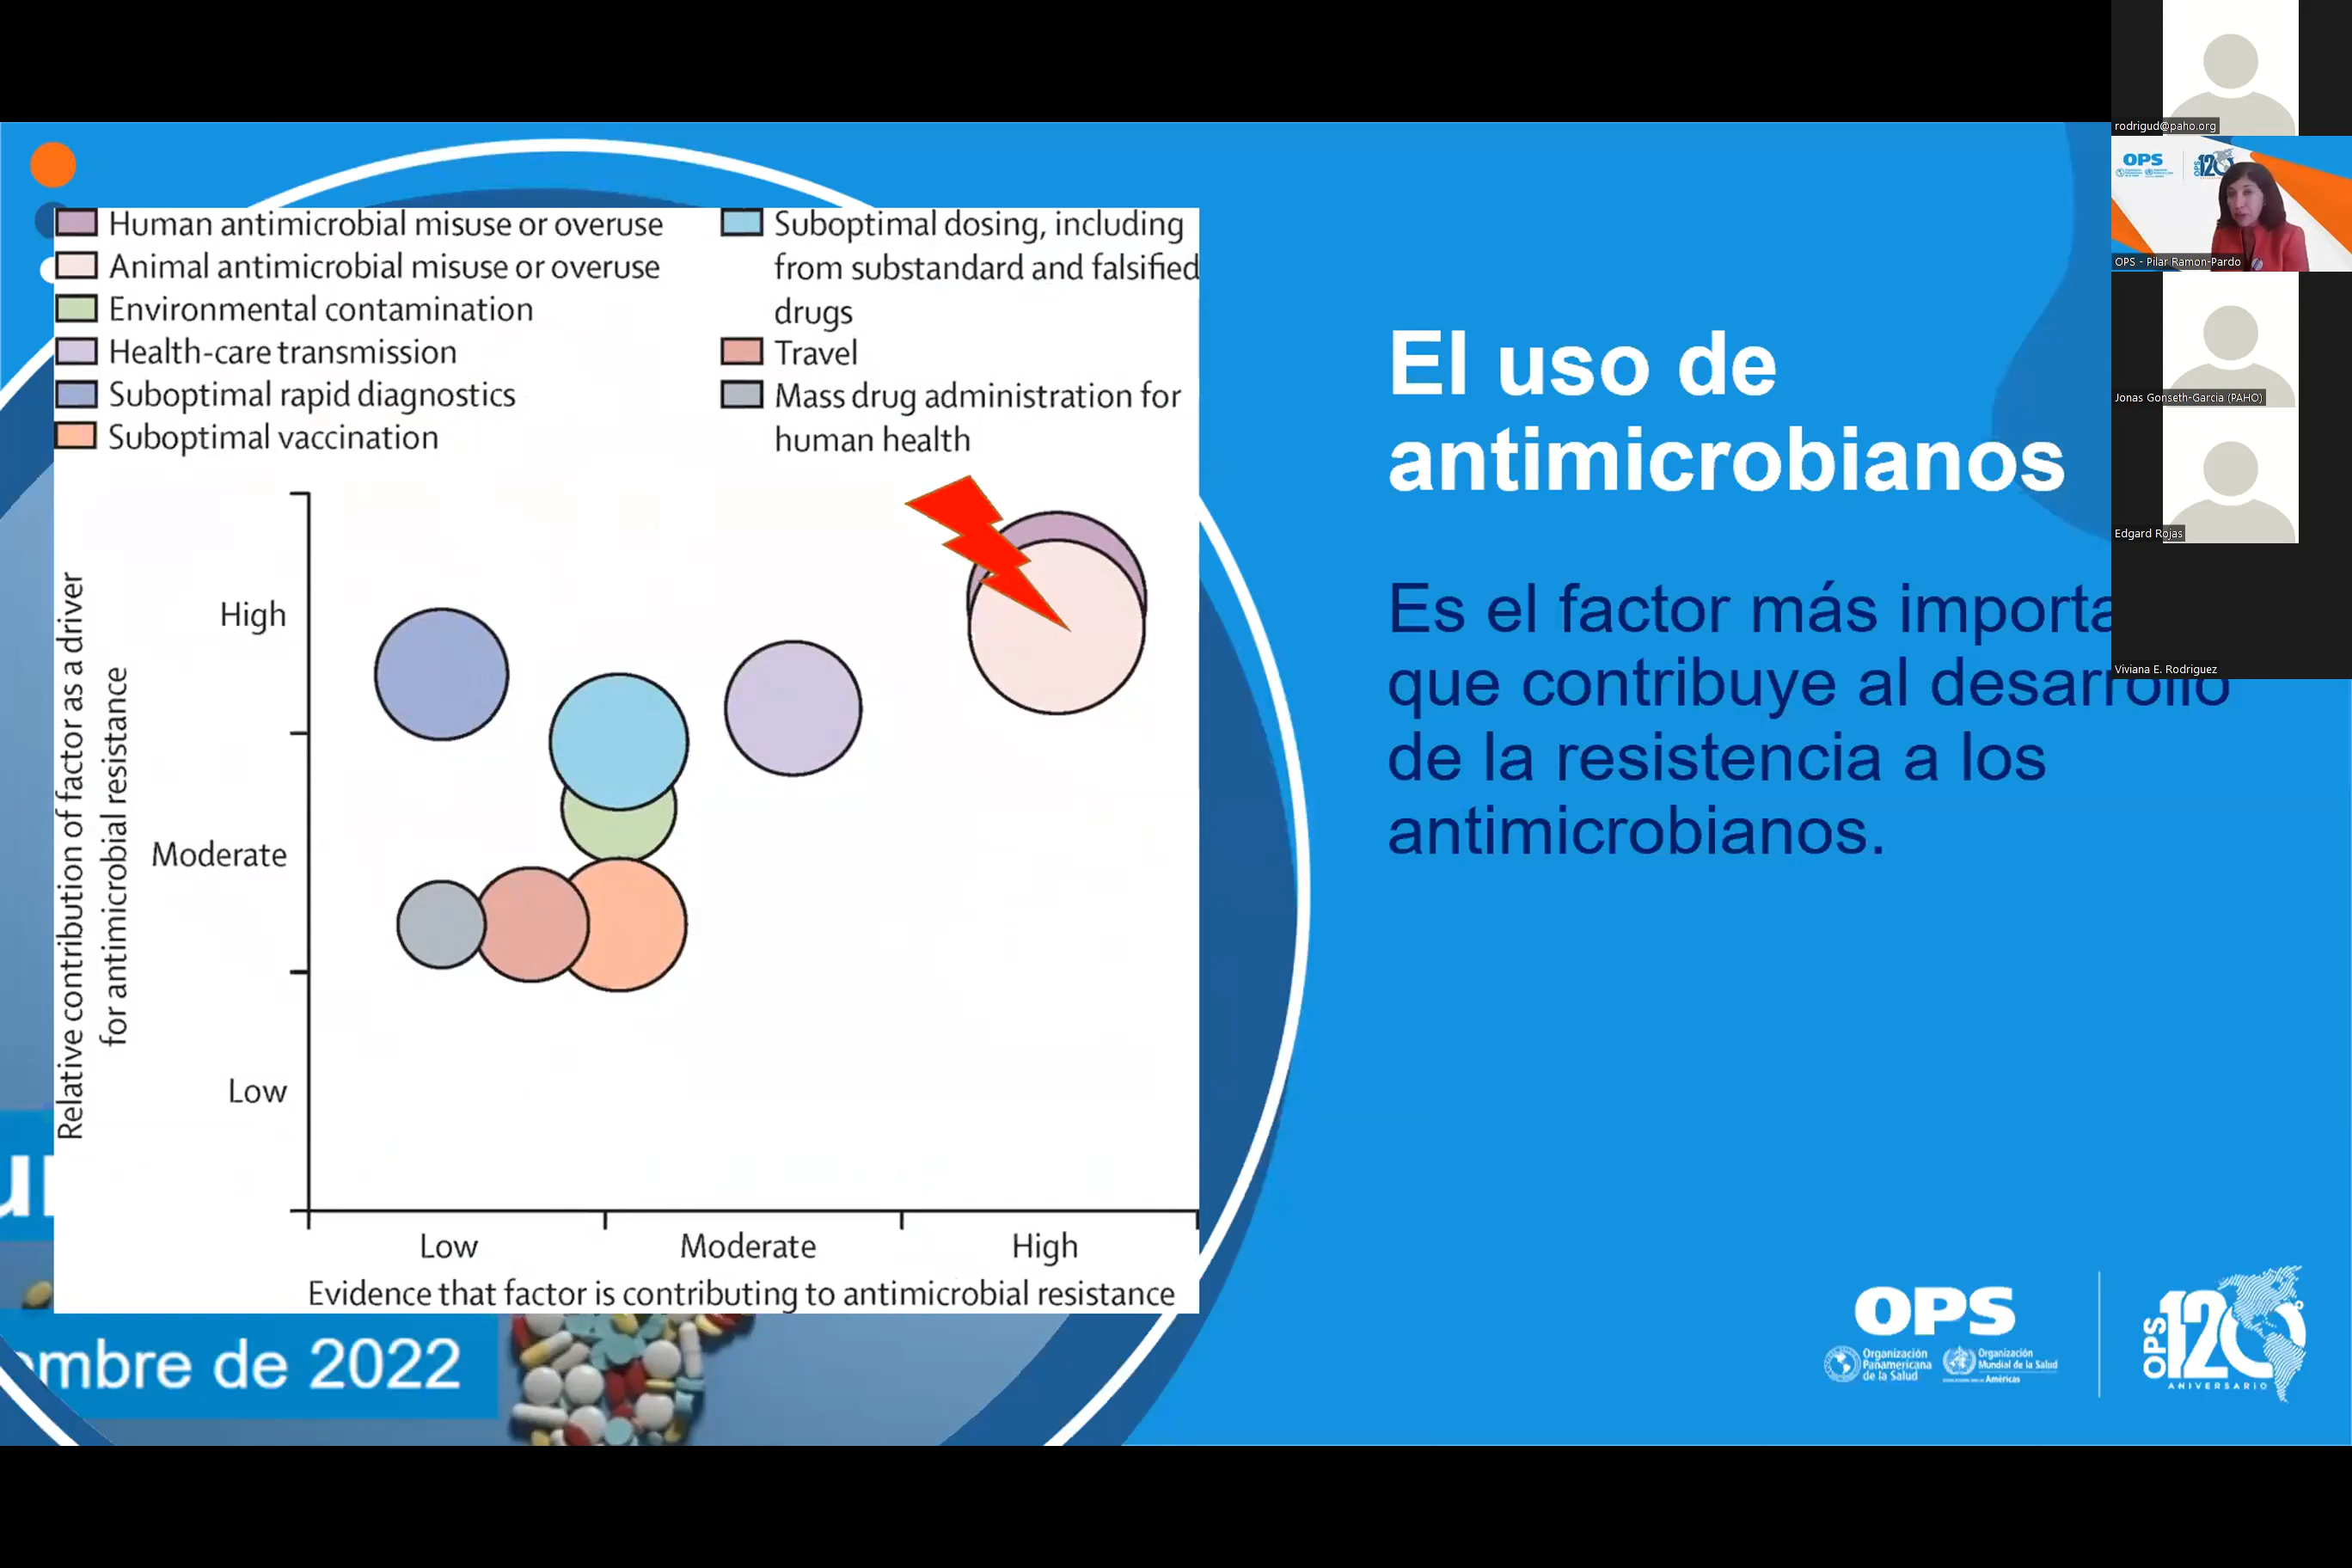 Human antimicrobial misuse or overuse
Animal antimicrobial misuse or overuse
Environmental contamination
Health-care transmission
Suboptimal rapid diagnostics
Suboptimal vaccination
Suboptimal dosing, including
from substandard and falsified
drugs
Travel
Mass drug administration for
human health
Relative contribution of factor as a driver
for antimicrobial resistance
High
Moderate
Low
Low Moderate High
Evidence that factor is contributing to antimicrobial resistance
mbre de 2022
El uso de
antimicrobianos
Es el factor más importa
que contribuye al desarrollo
de la resistencia a los
antimicrobianos.
OPS
Organización
Panamericana
de la Salud
Organización
Mundial de la Salud
Américas
OPS 120
ANIVERSARIO
rodrigud@paho.org
OPS
OPS 120
OPS - Pilar Ramon-Pardo
Jonas Gonseth-Garcia (PAHO)
Edgard Rojas
Viviana E. Rodriguez